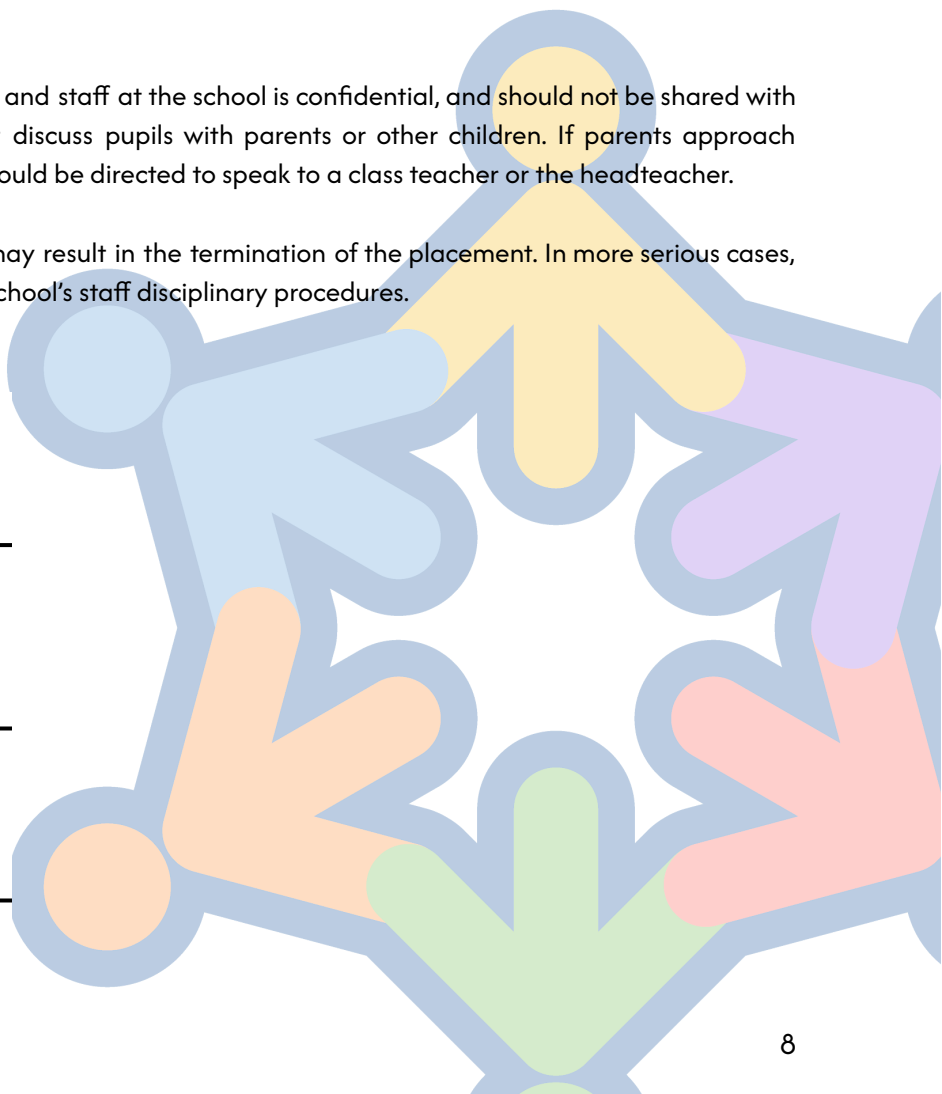 and staff at the school is confidential, and should not be shared with
discuss pupils with parents or other children. If parents approach
ould be directed to speak to a class teacher or the headteacher.
may result in the termination of the placement. In more serious cases,
chool’s staff disciplinary procedures.
8